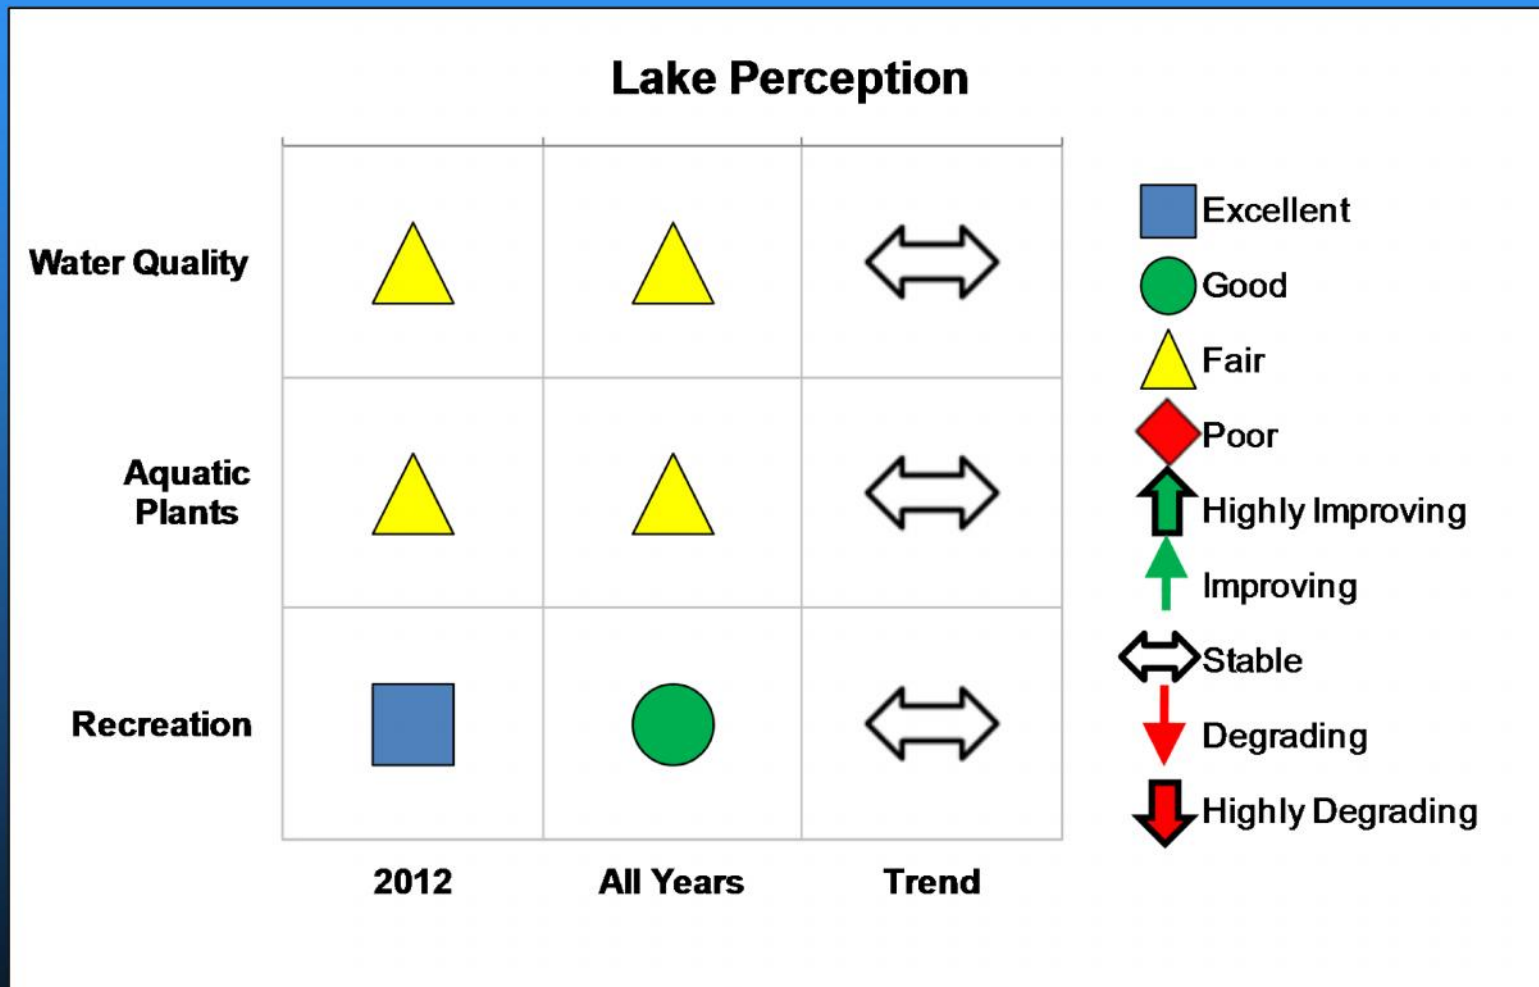 Lake Perception
Water Quality
Aquatic
Plants
Recreation
2012
All Years
Trend
Excellent
Good
Fair
Poor
Highly Improving
Improving
Stable
Degrading
Highly Degrading